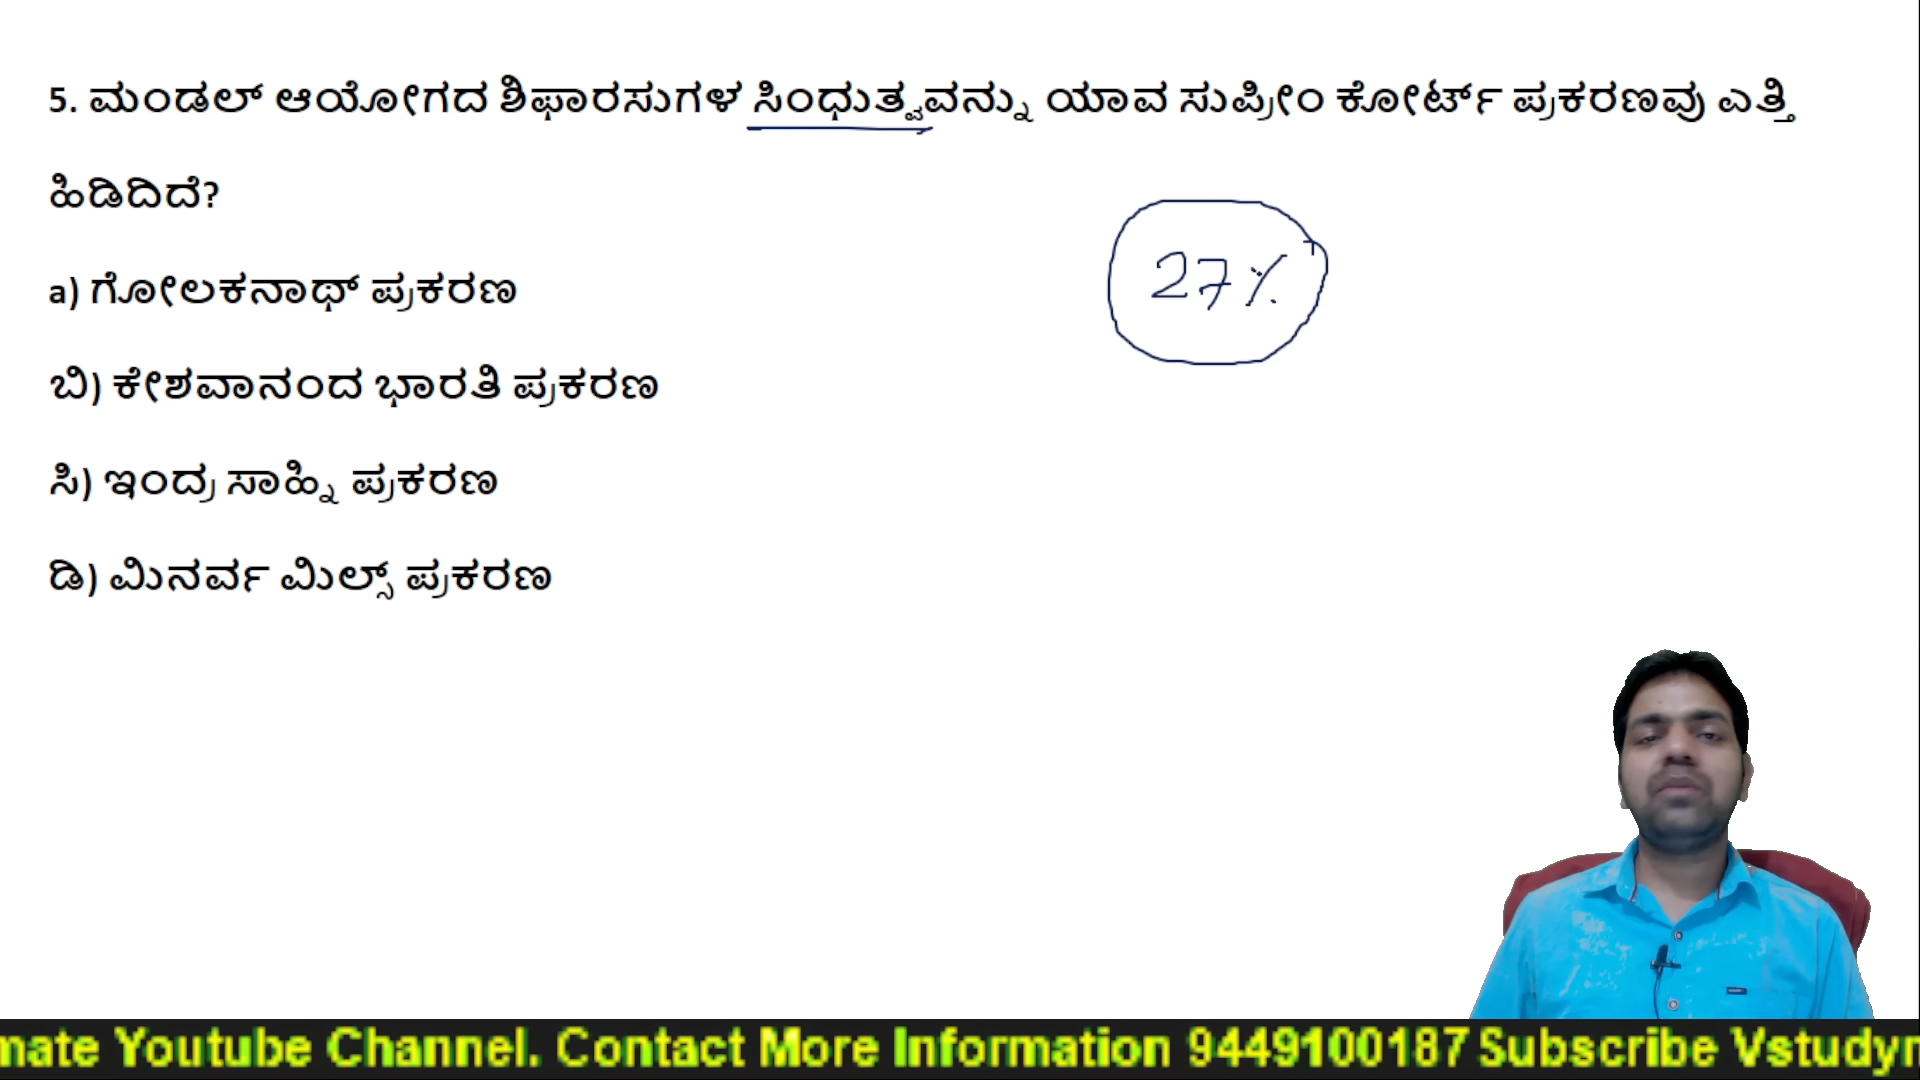 5. ಮಂಡಲ್ ಆಯೋಗದ ಶಿಫಾರಸುಗಳ ಸಿಂಧುತ್ವವನ್ನು ಯಾವ ಸುಪ್ರೀಂ ಕೋರ್ಟ್ ಪ್ರಕರಣವು ಎತ್ತಿ
ಹಿಡಿದಿದೆ?
27%
a) ಗೋಲಕನಾಥ್ ಪ್ರಕರಣ
ಬಿ) ಕೇಶವಾನಂದ ಭಾರತಿ ಪ್ರಕರಣ
ಸಿ) ಇಂದ್ರ ಸಾಹ್ನಿ ಪ್ರಕರಣ
ಡಿ) ಮಿನರ್ವ ಮಿಲ್ಸ್ ಪ್ರಕರಣ
mate Youtube Channel. Contact More Information 9449100187 Subscribe Vstudy